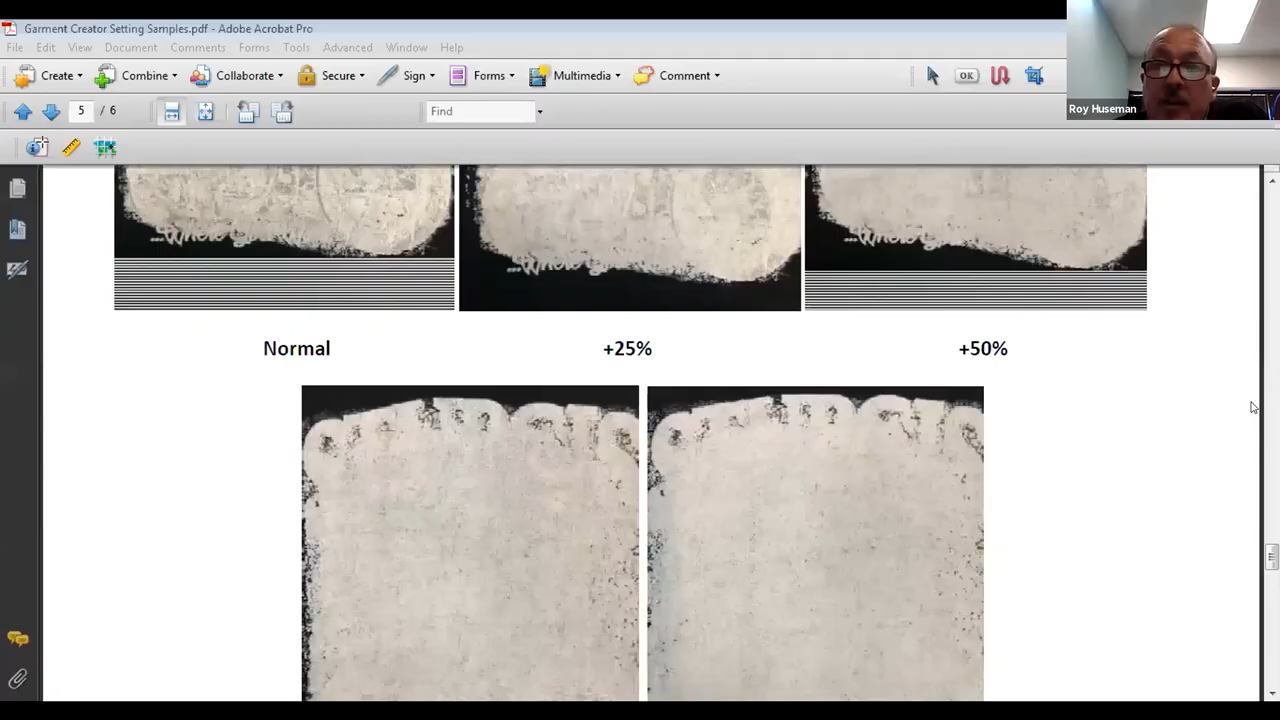 Garment Creator Setting Samples.pdf - Adobe Acrobat Pro
File Edit View Document Comments Forms Tools Advanced Window Help
Create Combine Collaborate Secure Sign Forms Multimedia Comment OK
5 / 6 Find
Roy Huseman
Normal +25% +50%